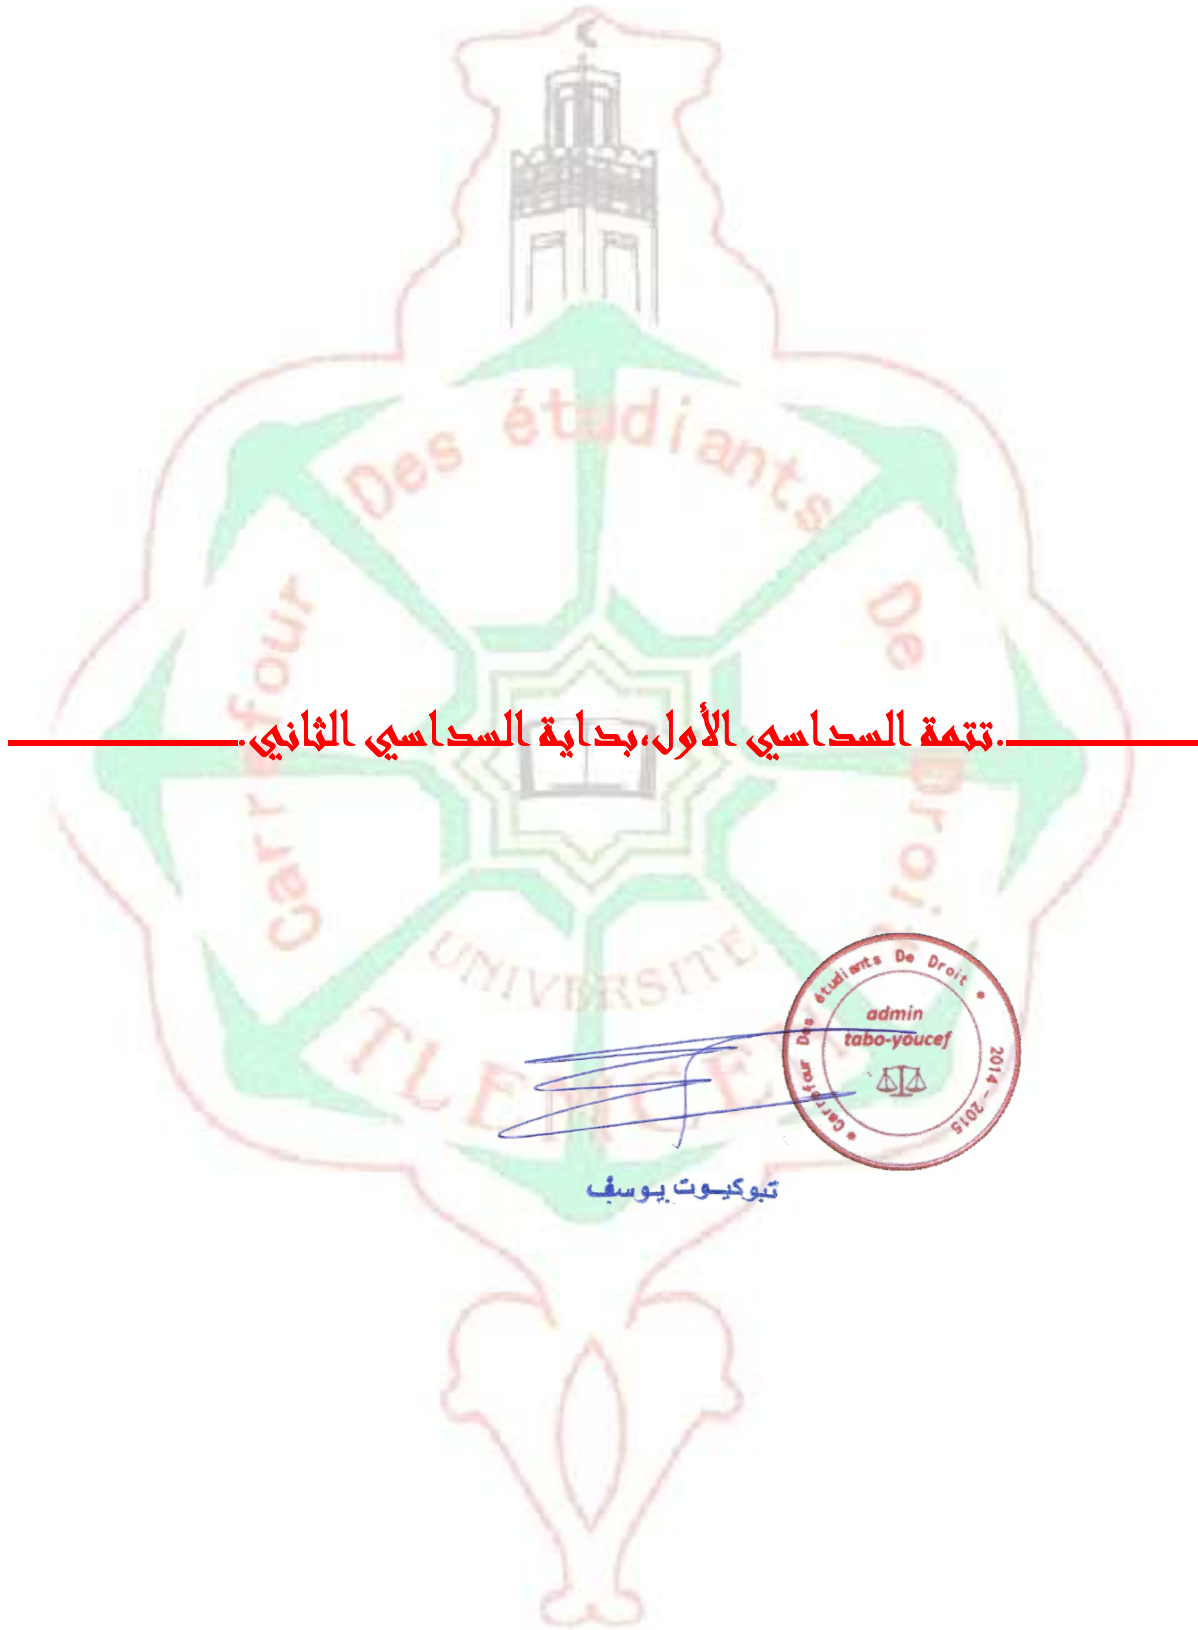 Carrefour Des étudiants De Droit
.تتمة السداسي الأول،بداية السداسي الثاني.
UNIVERSITE
TLEMCEN
* Carrefour Des étudiants De Droit *
2014 - 2015
admin
tabo-youcef
تبوكيوت يوسف